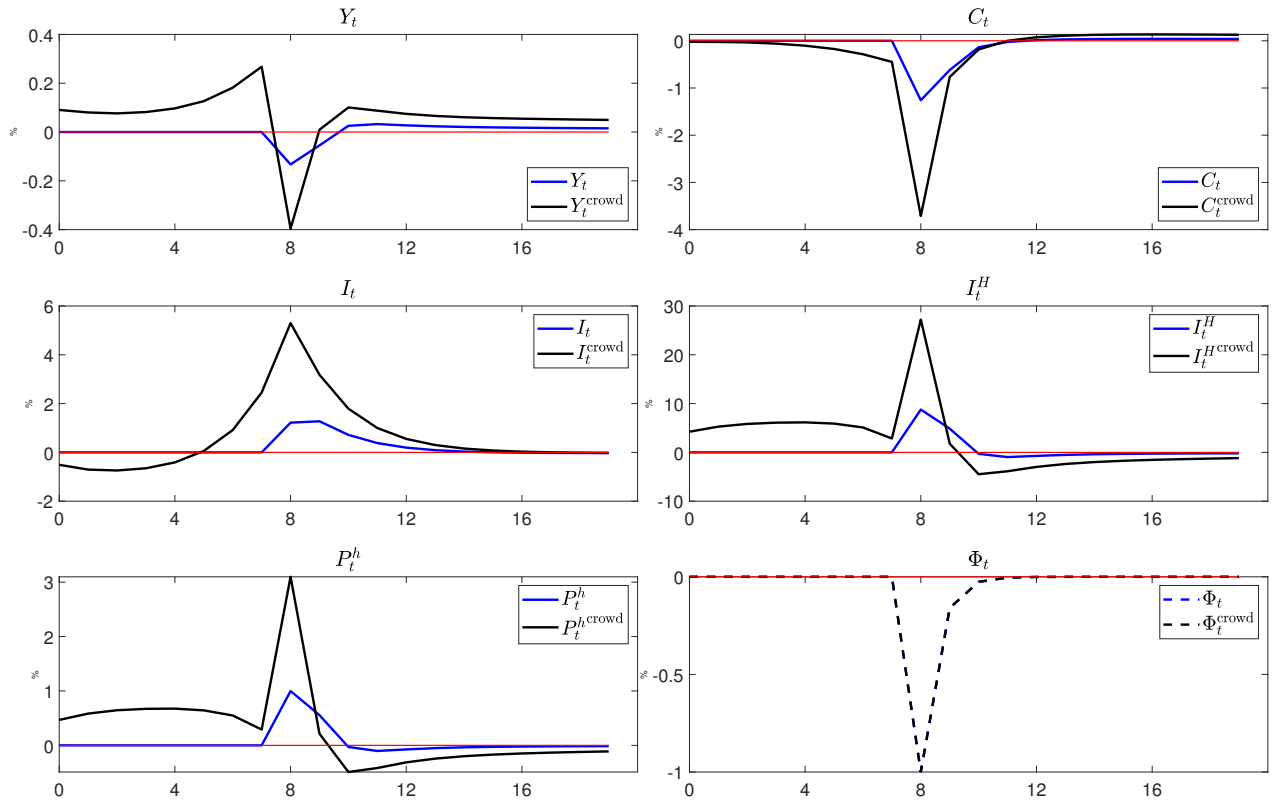 Y_t
0.4
0.2
0
-0.2
-0.4
%
Y_t
Y_t^crowd
0 4 8 12 16
C_t
0
-1
-2
-3
-4
%
C_t
C_t^crowd
0 4 8 12 16
I_t
6
4
2
0
-2
%
I_t
I_t^crowd
0 4 8 12 16
I_t^H
30
20
10
0
-10
%
I_t^H
I_t^H^crowd
0 4 8 12 16
P_t^h
3
2
1
0
%
P_t^h
P_t^h^crowd
0 4 8 12 16
Φ_t
0
-0.5
-1
%
Φ_t
Φ_t^crowd
0 4 8 12 16